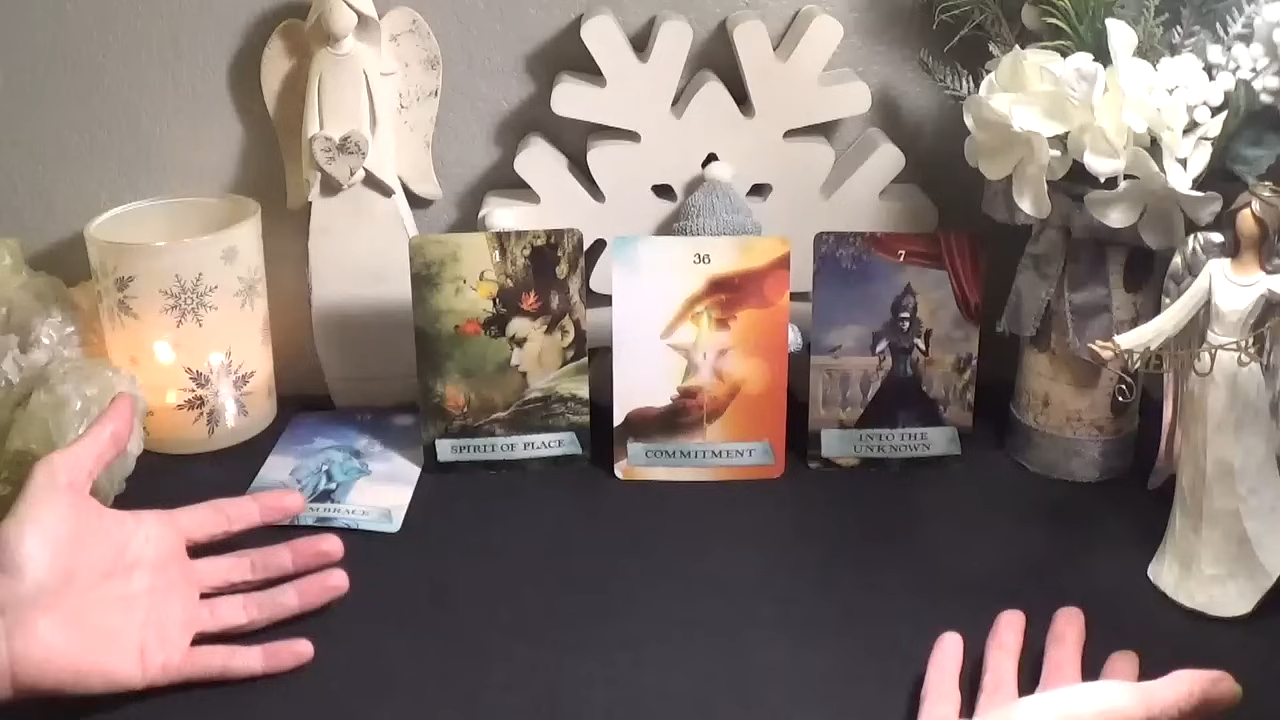 SPIRIT OF PLACE
36
COMMITMENT
7
INTO THE
UNKNOWN